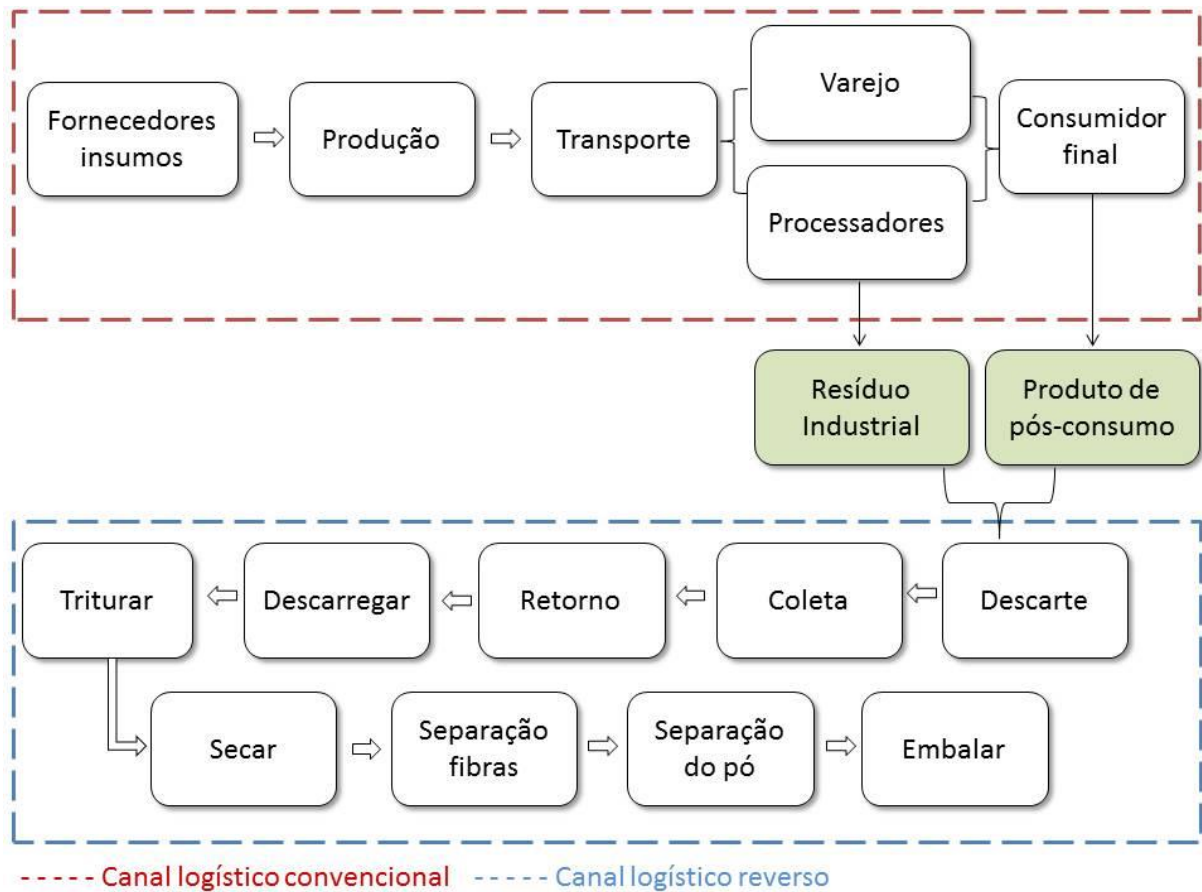 Fornecedores
insumos
Produção
Transporte
Varejo
Processadores
Consumidor
final
Resíduo
Industrial
Produto de
pós-consumo
Triturar
Descarregar
Retorno
Coleta
Descarte
Secar
Separação
fibras
Separação
do pó
Embalar
- - - - - Canal logístico convencional - - - - - Canal logístico reverso